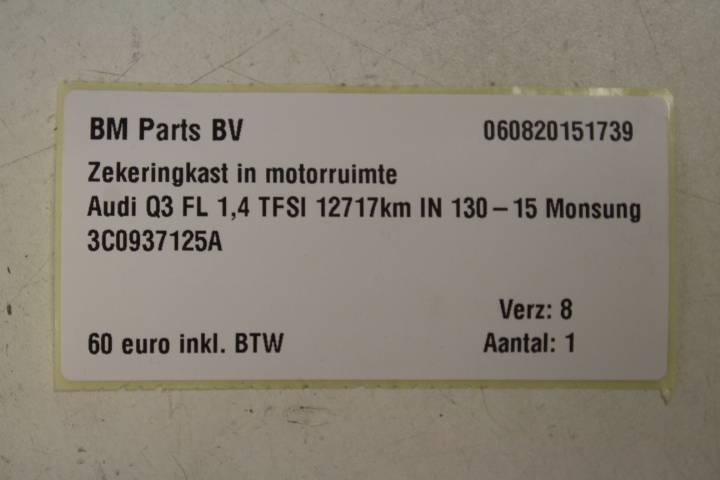 BM Parts BV 060820151739
Zekeringkast in motorruimte
Audi Q3 FL 1,4 TFSI 12717km IN 130-15 Monsung
3C0937125A
Verz: 8
60 euro inkl. BTW Aantal: 1